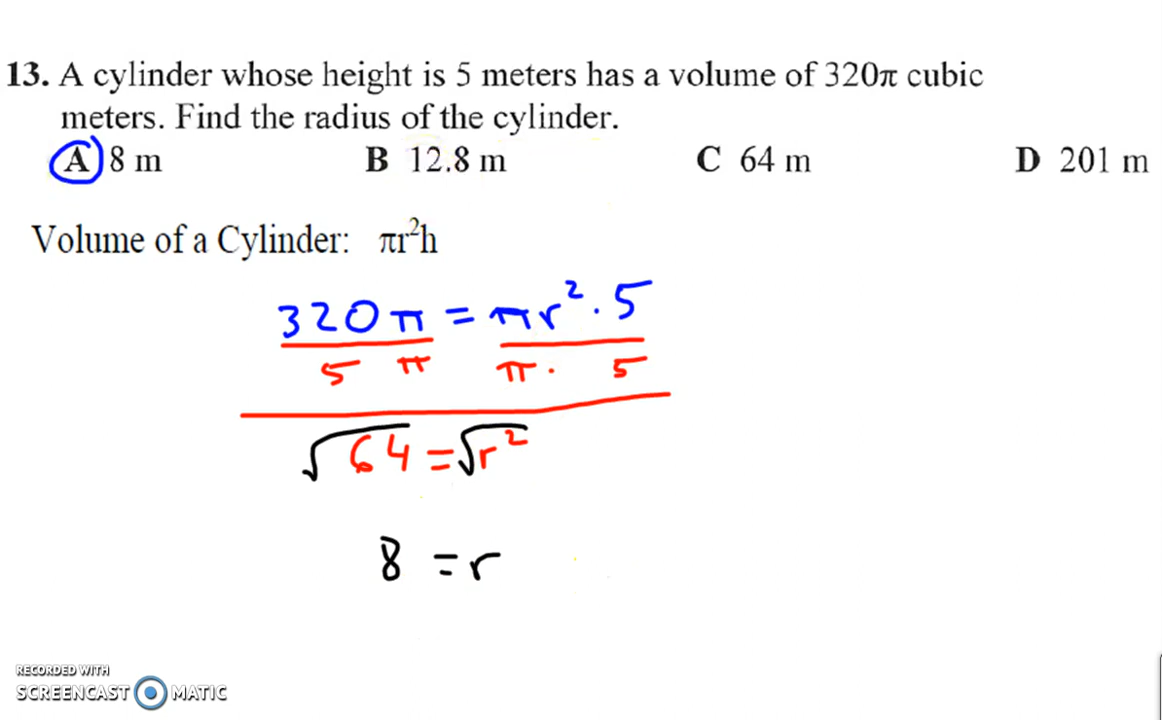 13. A cylinder whose height is 5 meters has a volume of 320π cubic
meters. Find the radius of the cylinder.
A 8 m B 12.8 m C 64 m D 201 m
Volume of a Cylinder: πr²h
320π = πr² · 5
5 π π · 5
√64 = √r²
8 = r
RECORDED WITH
SCREENCAST MATIC